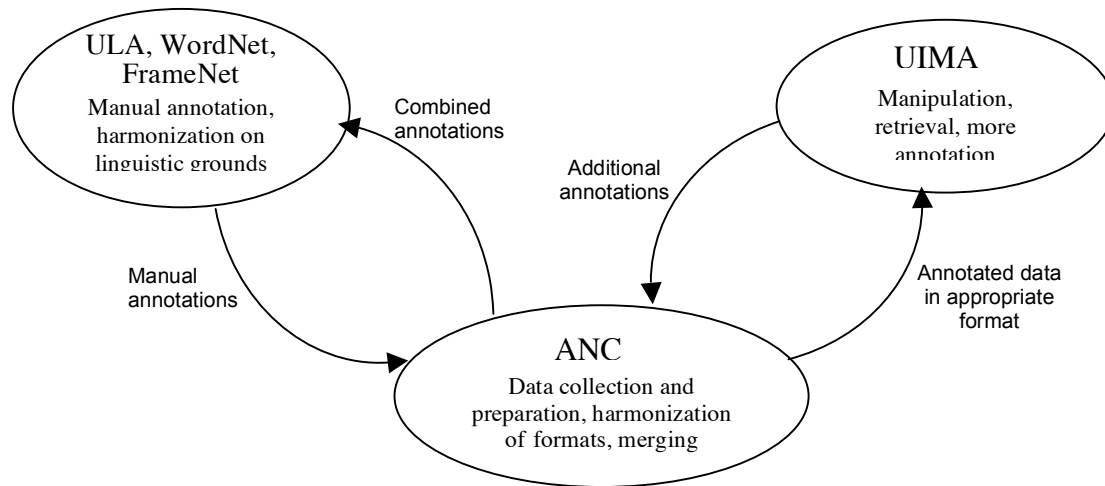 ULA, WordNet,
FrameNet
Manual annotation,
harmonization on
linguistic grounds
Combined
annotations
UIMA
Manipulation,
retrieval, more
annotation
Additional
annotations
Manual
annotations
Annotated data
in appropriate
format
ANC
Data collection and
preparation, harmonization
of formats, merging